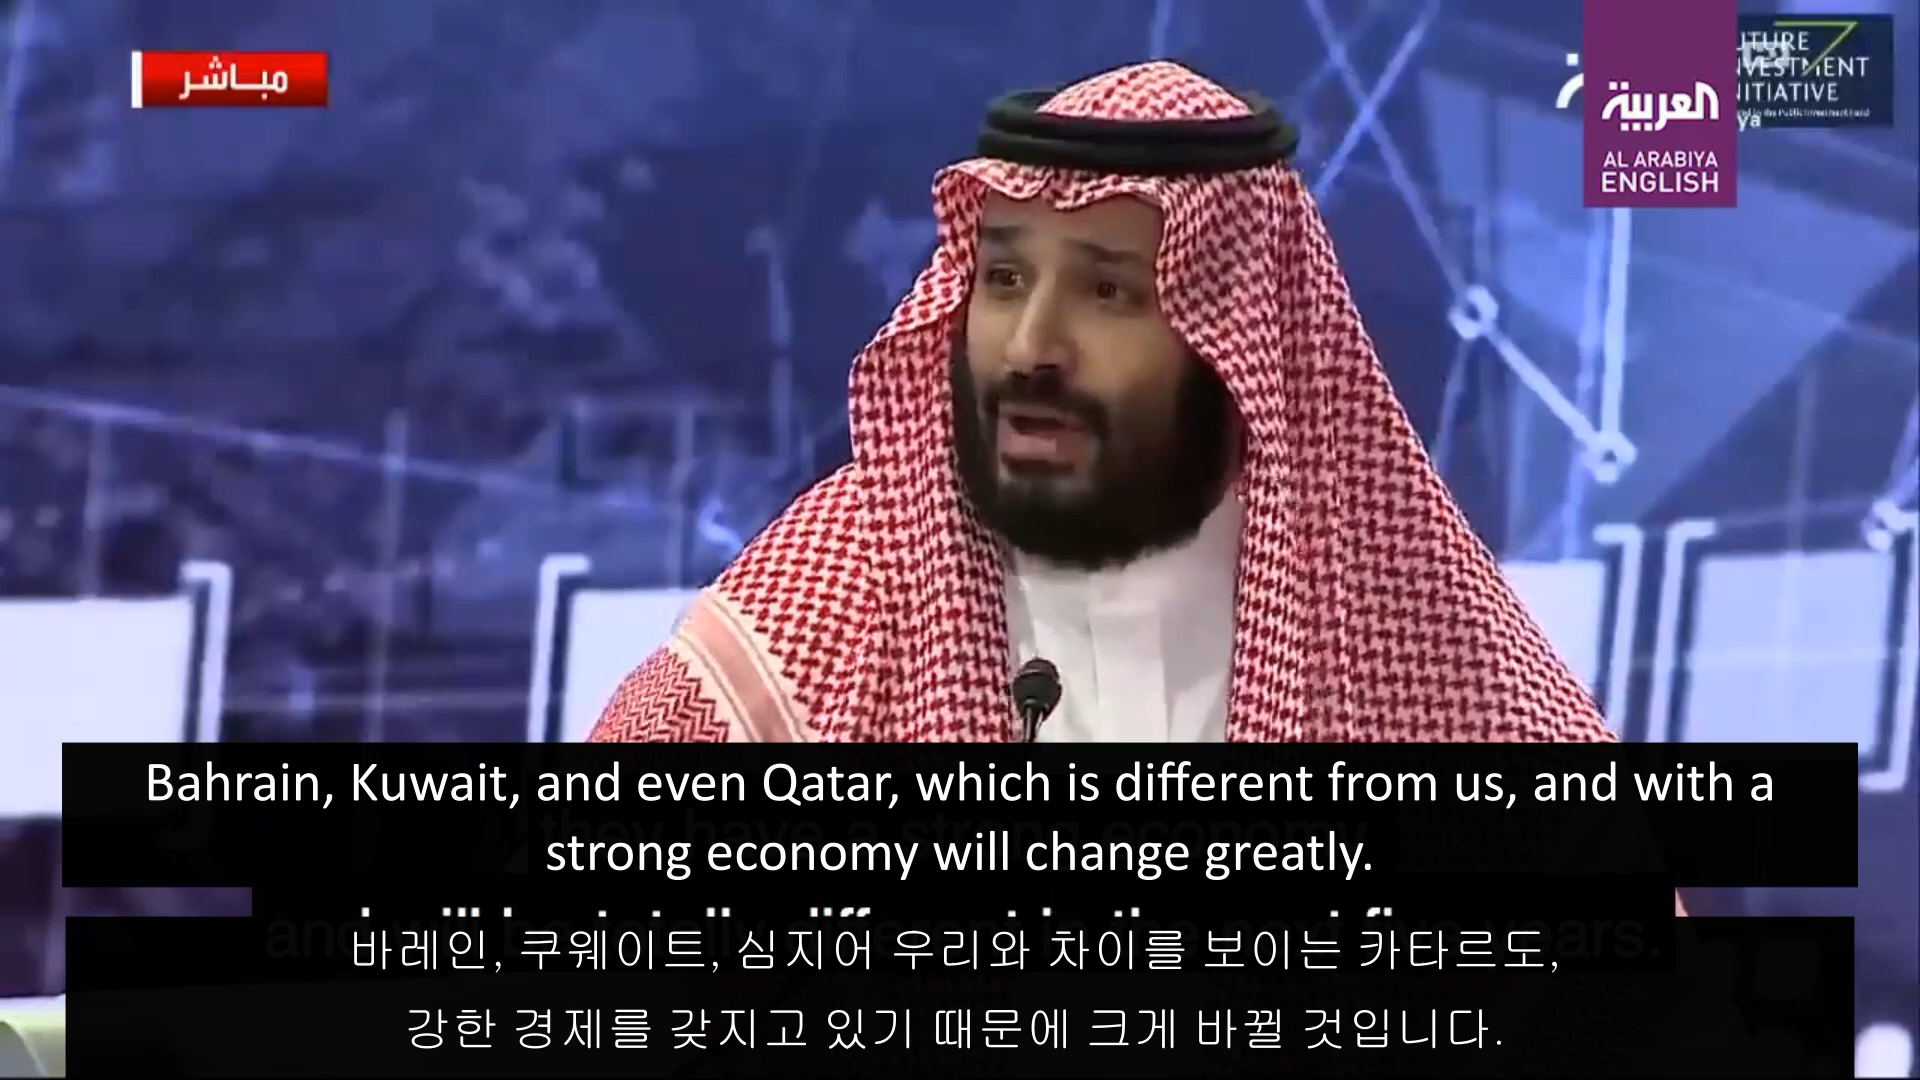 مباشر
FUTURE
INVESTMENT
INITIATIVE
العربية
AL ARABIYA
ENGLISH
Bahrain, Kuwait, and even Qatar, which is different from us, and with a
strong economy will change greatly.
바레인, 쿠웨이트, 심지어 우리와 차이를 보이는 카타르도,
강한 경제를 갖지고 있기 때문에 크게 바뀔 것입니다.